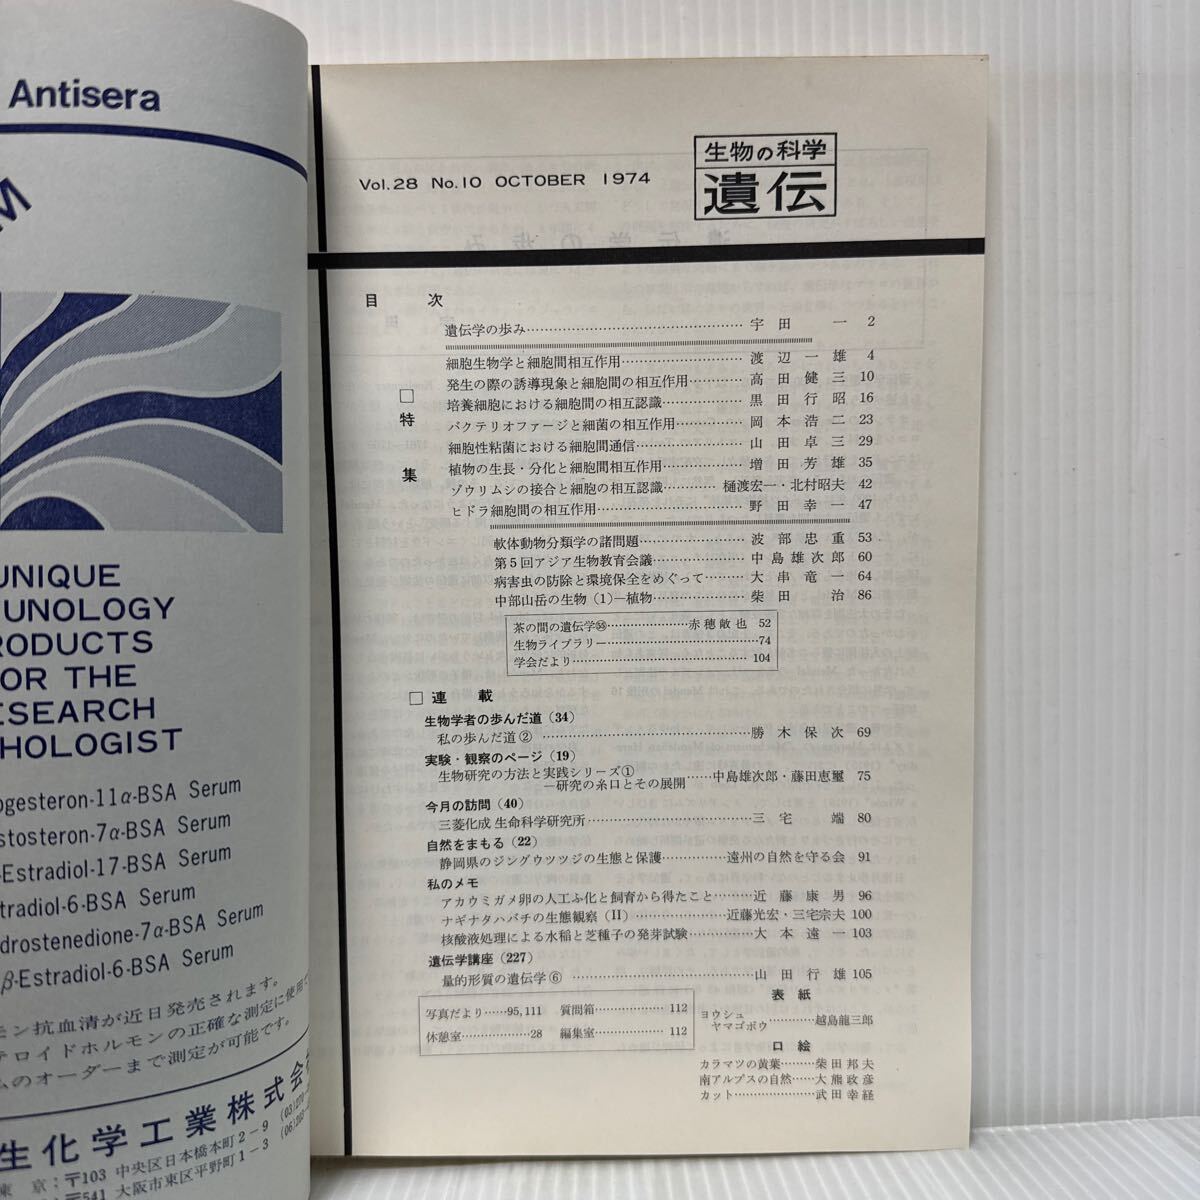 Antisera
UNIQUE
UNOLOGY
PRODUCTS
FOR THE
RESEARCH
HOLOGIST
ogesteron-11α-BSA Serum
stosteron-7α-BSA Serum
-Estradiol-17-BSA Serum
tradiol-6-BSA Serum
drostenedione-7α-BSA Serum
β-Estradiol-6-BSA Serum
モン抗血清が近日発売されます。
テロイドホルモンの正確な測定に使用
ムのオーダーまで測定が可能です。
生化学工業株式会
東京：〒103 中央区日本橋本町2-9
〒541 大阪市東区平野町1-3
Vol.28 No.10 OCTOBER 1974
生物の科学
遺伝
目次
遺伝学の歩み……宇田一 2
□特集
細胞生物学と細胞間相互作用……渡辺一雄 4
発生の際の誘導現象と細胞間の相互作用……高田健三 10
培養細胞における細胞間の相互認識……黒田行昭 16
バクテリオファージと細菌の相互作用……岡本浩二 23
細胞性粘菌における細胞間通信……山田卓三 29
植物の生長・分化と細胞間相互作用……増田芳雄 35
ゾウリムシの接合と細胞の相互認識……樋渡宏一・北村昭夫 42
ヒドラ細胞間の相互作用……野田幸一 47
軟体動物分類学の諸問題……波部忠重 53
第5回アジア生物教育会議……中島雄次郎 60
病害虫の防除と環境保全をめぐって……大串竜一 64
中部山岳の生物（1）—植物……柴田治 86
茶の間の遺伝学……赤穂敞也 52
生物ライブラリー……74
学会だより……104
□連載
生物学者の歩んだ道（34）
私の歩んだ道②……勝木保次 69
実験・観察のページ（19）
生物研究の方法と実践シリーズ①
—研究の糸口とその展開……中島雄次郎・藤田恵璽 75
今月の訪問（40）
三菱化成 生命科学研究所……三宅端 80
自然をまもる（22）
静岡県のジングウツツジの生態と保護……遠州の自然を守る会 91
私のメモ
アカウミガメ卵の人工ふ化と飼育から得たこと……近藤康男 96
ナギナタハバチの生態観察（II）……近藤光宏・三宅宗夫 100
核酸液処理による水稲と芝種子の発芽試験……大本遠一 103
遺伝学講座（227）
量的形質の遺伝学⑥……山田行雄 105
写真だより……95,111 質問箱……112
休憩室……28 編集室……112
表紙
ヨウシュ
ヤマゴボウ……越島龍三郎
口絵
カラマツの黄葉……柴田邦夫
南アルプスの自然……大熊政彦
カット……武田幸経